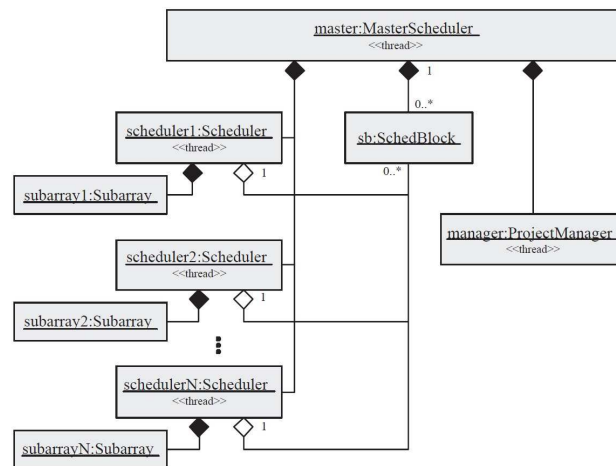 master:MasterScheduler
<<thread>>
1
0..*
scheduler1:Scheduler
<<thread>>
sb:SchedBlock
1
0..*
subarray1:Subarray
manager:ProjectManager
<<thread>>
scheduler2:Scheduler
<<thread>>
1
subarray2:Subarray
schedulerN:Scheduler
<<thread>>
1
subarrayN:Subarray